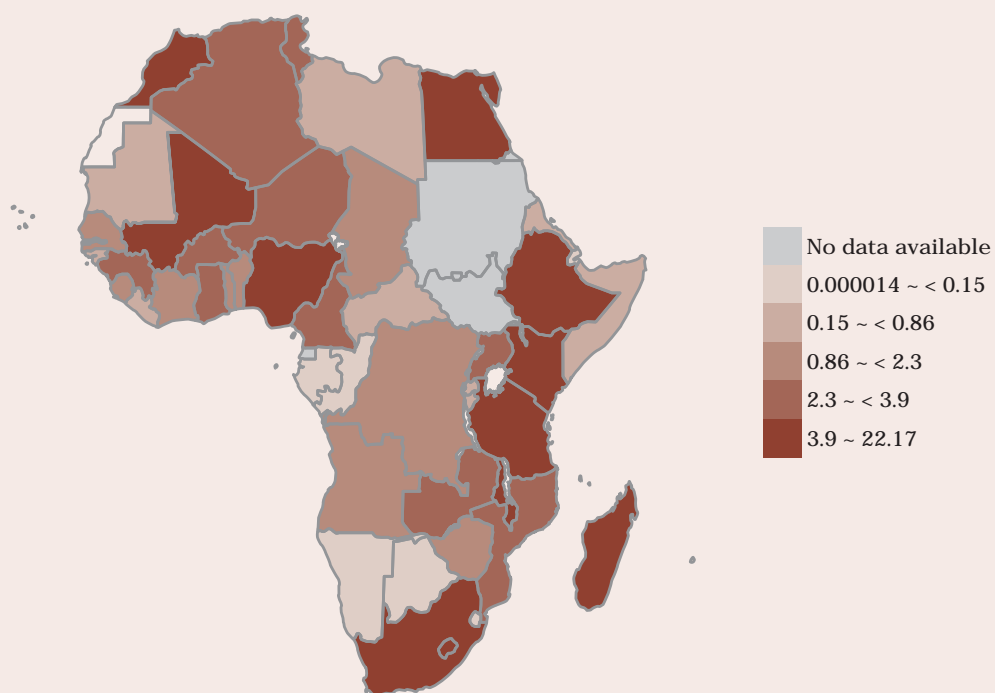 No data available
0.000014 ~ < 0.15
0.15 ~ < 0.86
0.86 ~ < 2.3
2.3 ~ < 3.9
3.9 ~ 22.17